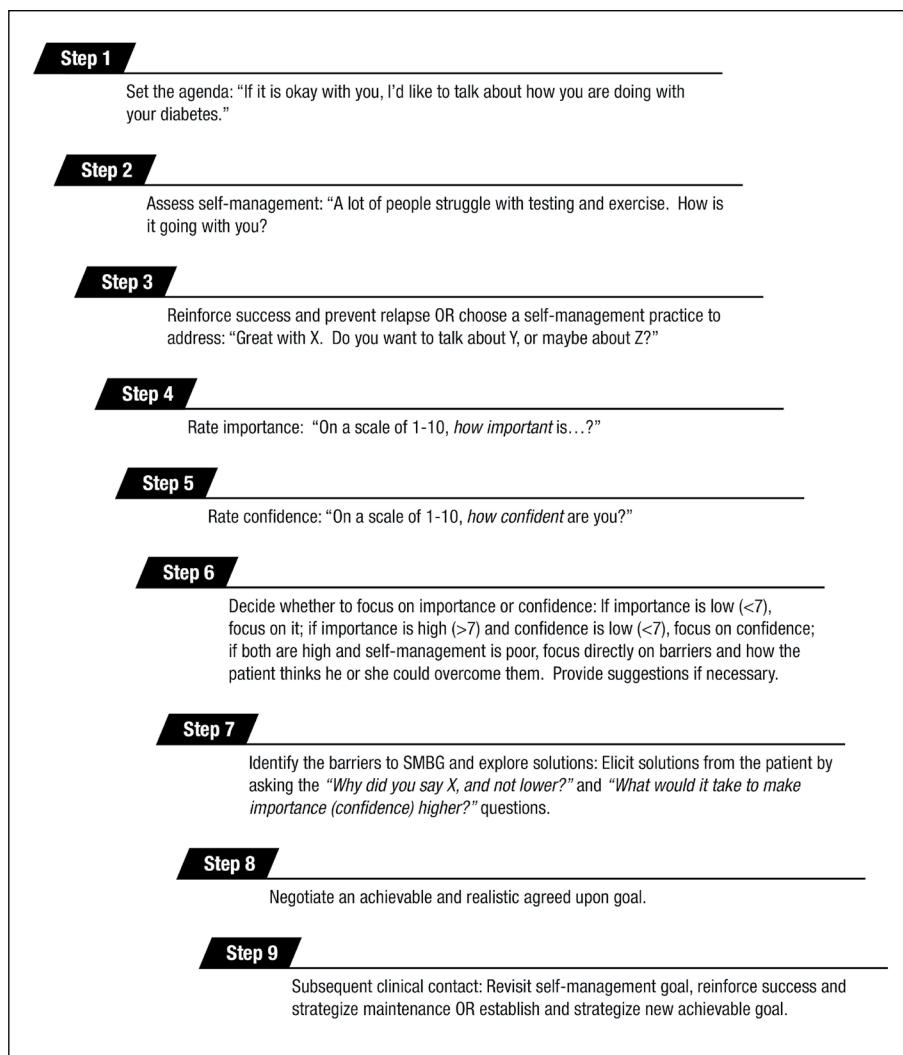 Step 1
Set the agenda: “If it is okay with you, I’d like to talk about how you are doing with
your diabetes.”
Step 2
Assess self-management: “A lot of people struggle with testing and exercise.  How is
it going with you?
Step 3
Reinforce success and prevent relapse OR choose a self-management practice to
address: “Great with X.  Do you want to talk about Y, or maybe about Z?”
Step 4
Rate importance:  “On a scale of 1-10, how important is…?”
Step 5
Rate confidence: “On a scale of 1-10, how confident are you?”
Step 6
Decide whether to focus on importance or confidence: If importance is low (<7),
focus on it; if importance is high (>7) and confidence is low (<7), focus on confidence;
if both are high and self-management is poor, focus directly on barriers and how the
patient thinks he or she could overcome them.  Provide suggestions if necessary.
Step 7
Identify the barriers to SMBG and explore solutions: Elicit solutions from the patient by
asking the “Why did you say X, and not lower?” and “What would it take to make
importance (confidence) higher?” questions.
Step 8
Negotiate an achievable and realistic agreed upon goal.
Step 9
Subsequent clinical contact: Revisit self-management goal, reinforce success and
strategize maintenance OR establish and strategize new achievable goal.